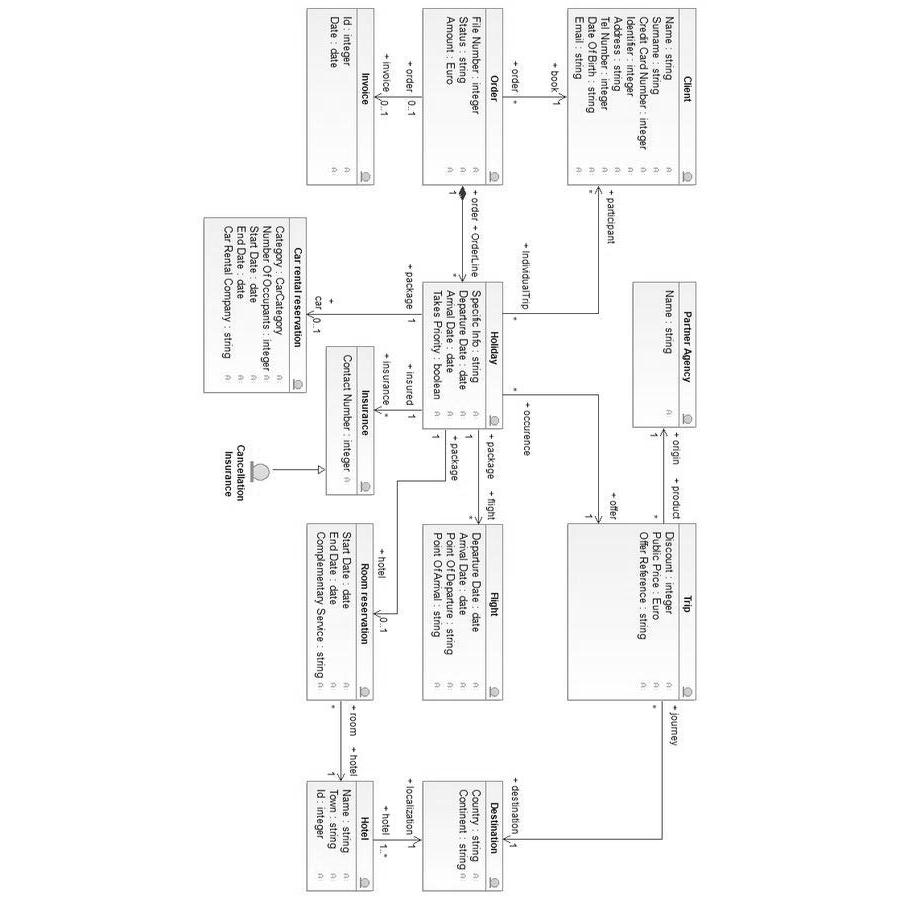 Client
Name : string
Surname : string
Credit Card Number : integer
Identifier : integer
Address : string
Tel Number : integer
Date Of Birth : string
Email : string
+ participant
*
Partner Agency
Name : string
+ origin
1
+ product
*
Trip
Discount : integer
Public Price : Euro
Offer Reference : string
+ journey
*
+ book
1
+ order
*
+ IndividualTrip
*
+ occurence
*
+ offer
1
+ destination
1
Order
File Number : integer
Status : string
Amount : Euro
+ order
1
+ OrderLine
*
Holiday
Specific Info : string
Departure Date : date
Arrival Date : date
Takes Priority : boolean
+ package
1
+ flight
*
+ package
1
Flight
Departure Date : date
Arrival Date : date
Point Of Departure : string
Point Of Arrival : string
Destination
Country : string
Continent : string
+ order
0..1
+ invoice
0..1
+ package
1
+ insured
1
+ insurance
*
+ hotel
0..1
+ localization
1
+ hotel
1..*
Invoice
Id : integer
Date : date
+
car
0..1
Insurance
Contact Number : integer
Room reservation
Start Date : date
End Date : date
Complementary Service : string
+ room
*
+ hotel
1
Hotel
Name : string
Town : string
Id : integer
Car rental reservation
Category : CarCategory
Number Of Occupants : integer
Start Date : date
End Date : date
Car Rental Company : string
Cancellation
Insurance